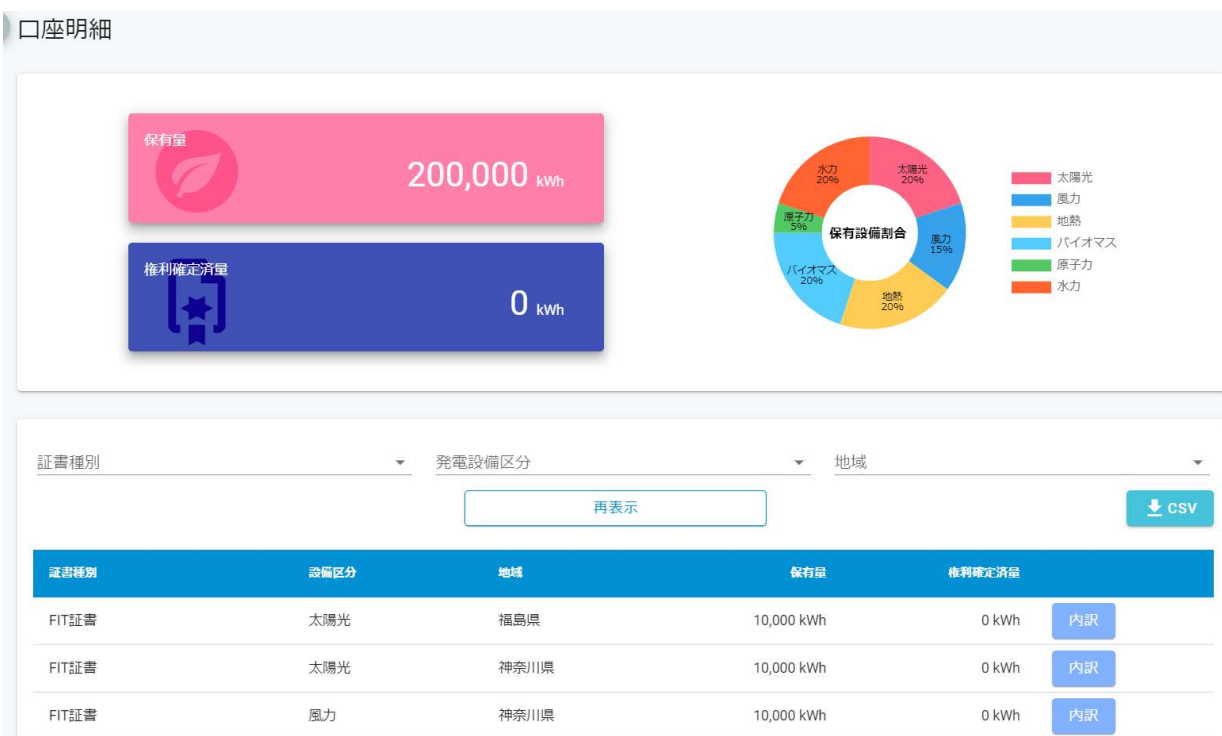 口座明細
保有量
200,000 kWh
権利確定済量
0 kWh
水力
20%
太陽光
20%
原子力
5%
保有設備割合
風力
15%
バイオマス
20%
地熱
20%
太陽光
風力
地熱
バイオマス
原子力
水力
証書種別 発電設備区分 地域
再表示 CSV
証書種別 設備区分 地域 保有量 権利確定済量
FIT証書 太陽光 福島県 10,000 kWh 0 kWh 内訳
FIT証書 太陽光 神奈川県 10,000 kWh 0 kWh 内訳
FIT証書 風力 神奈川県 10,000 kWh 0 kWh 内訳